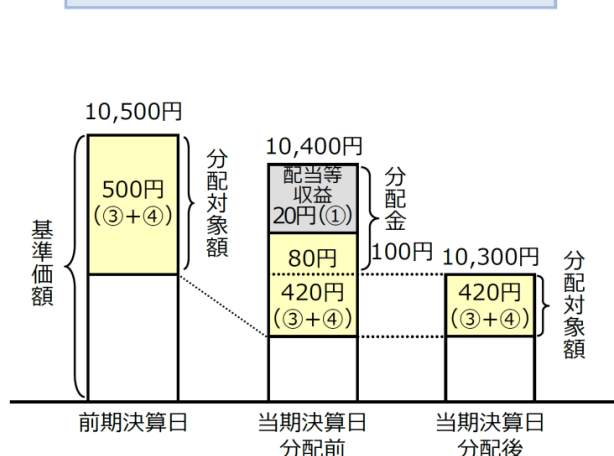 10,500円
500円
(③+④)
分配対象額
基準価額
前期決算日
10,400円
配当等
収益
20円(①)
分配金
100円
80円
420円
(③+④)
当期決算日
分配前
10,300円
420円
(③+④)
分配対象額
当期決算日
分配後